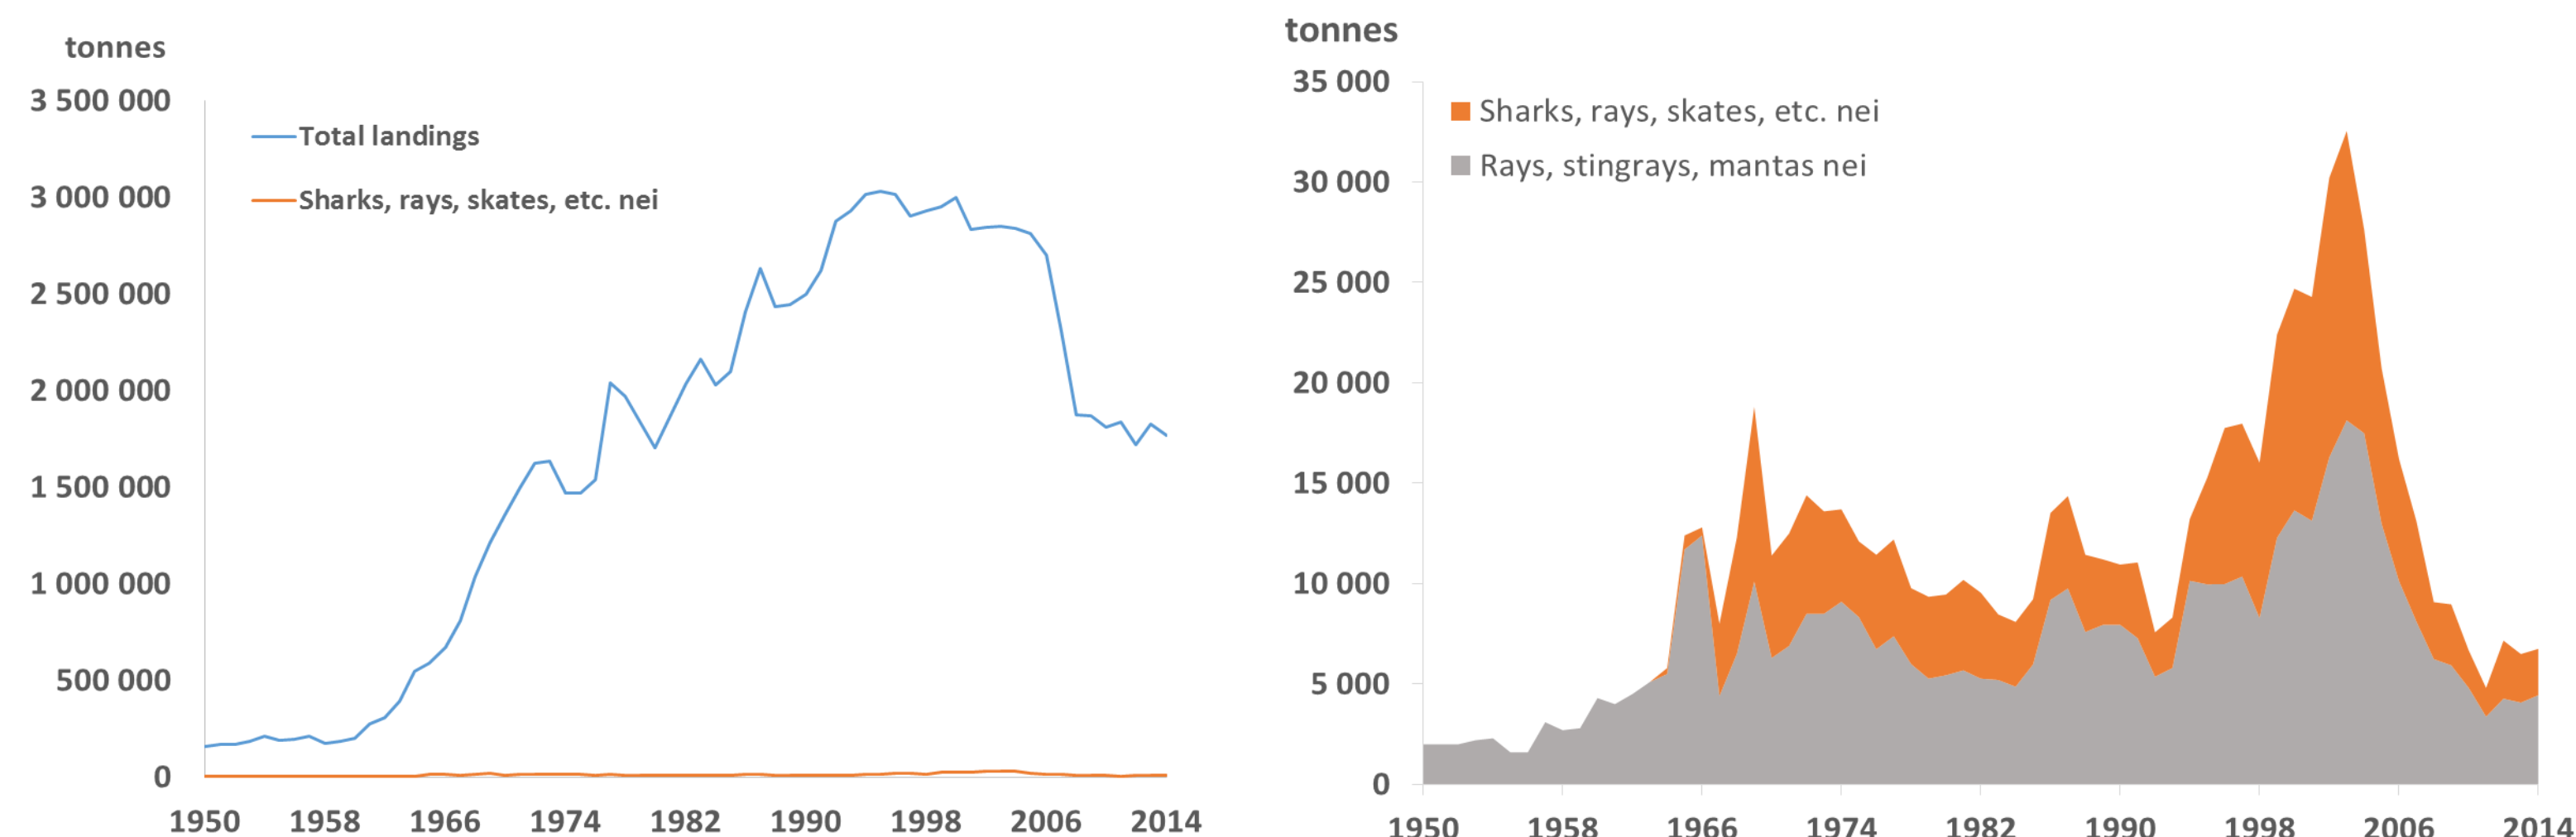 tonnes
3 500 000
3 000 000
2 500 000
2 000 000
1 500 000
1 000 000
500 000
0
Total landings
Sharks, rays, skates, etc. nei
1950 1958 1966 1974 1982 1990 1998 2006 2014
tonnes
35 000
30 000
25 000
20 000
15 000
10 000
5 000
0
Sharks, rays, skates, etc. nei
Rays, stingrays, mantas nei
1950 1958 1966 1974 1982 1990 1998 2006 2014